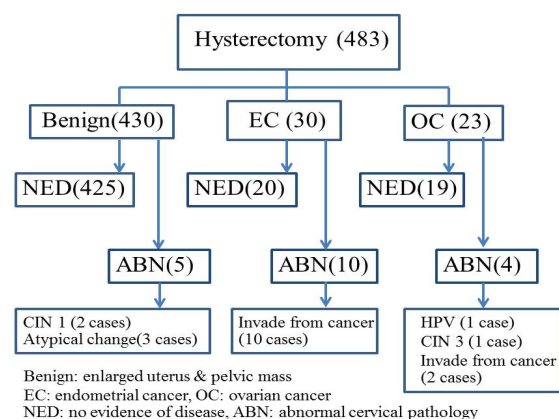 Hysterectomy (483)
Benign(430)
EC (30)
OC (23)
NED(425)
NED(20)
NED(19)
ABN(5)
ABN(10)
ABN(4)
CIN 1 (2 cases)
Atypical change(3 cases)
Invade from cancer
(10 cases)
HPV (1 case)
CIN 3 (1 case)
Invade from cancer
(2 cases)
Benign: enlarged uterus & pelvic mass
EC: endometrial cancer, OC: ovarian cancer
NED: no evidence of disease, ABN: abnormal cervical pathology